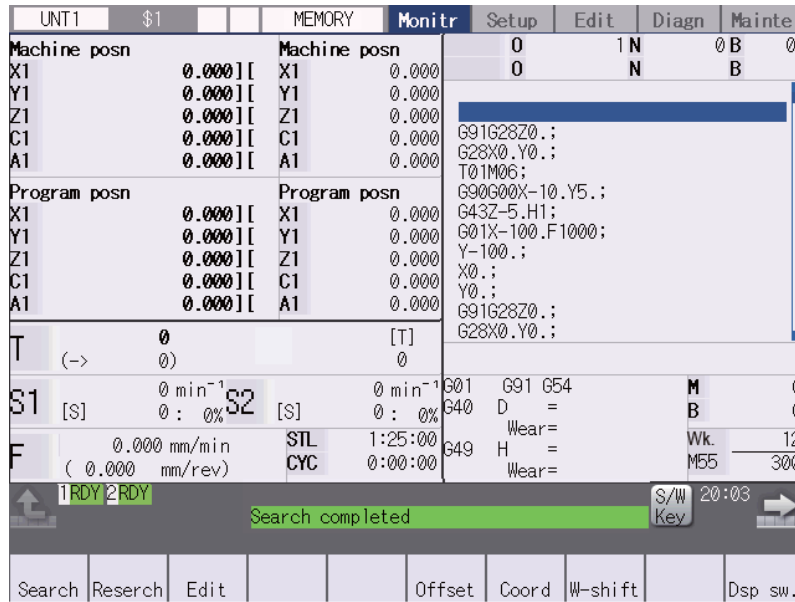 UNT1 $1 MEMORY Monitr Setup Edit Diagn Mainte
Machine posn Machine posn
X1 0.000][ X1 0.000
Y1 0.000][ Y1 0.000
Z1 0.000][ Z1 0.000
C1 0.000][ C1 0.000
A1 0.000][ A1 0.000
Program posn Program posn
X1 0.000][ X1 0.000
Y1 0.000][ Y1 0.000
Z1 0.000][ Z1 0.000
C1 0.000][ C1 0.000
A1 0.000][ A1 0.000
O 1 N 0 B 0
O N B
G91G28Z0.;
G28X0.Y0.;
T01M06;
G90G00X-10.Y5.;
G43Z-5.H1;
G01X-100.F1000;
Y-100.;
X0.;
Y0.;
G91G28Z0.;
G28X0.Y0.;
T 0 [T]
(-> 0) 0
S1 0 min⁻¹ S2 0 min⁻¹
[S] 0 : 0% [S] 0 : 0%
F 0.000 mm/min STL 1:25:00
( 0.000 mm/rev) CYC 0:00:00
G01 G91 G54 M
G40 D = B
Wear= Wk. 12
G49 H = M55 300
Wear=
1RDY 2RDY S/W Key 20:03
Search completed
Search Reserch Edit Offset Coord W-shift Dsp sw.